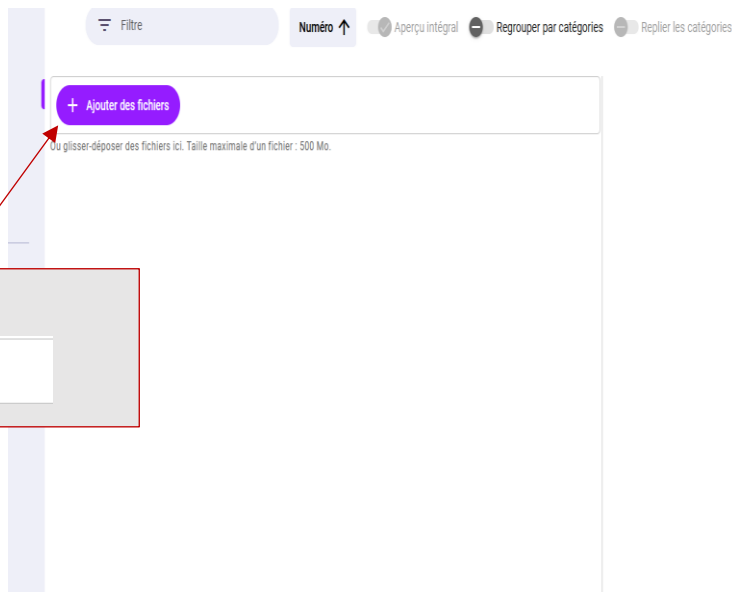 Filtre
Numéro
Aperçu intégral
Regrouper par catégories
Replier les catégories
+ Ajouter des fichiers
Ou glisser-déposer des fichiers ici. Taille maximale d'un fichier : 500 Mo.